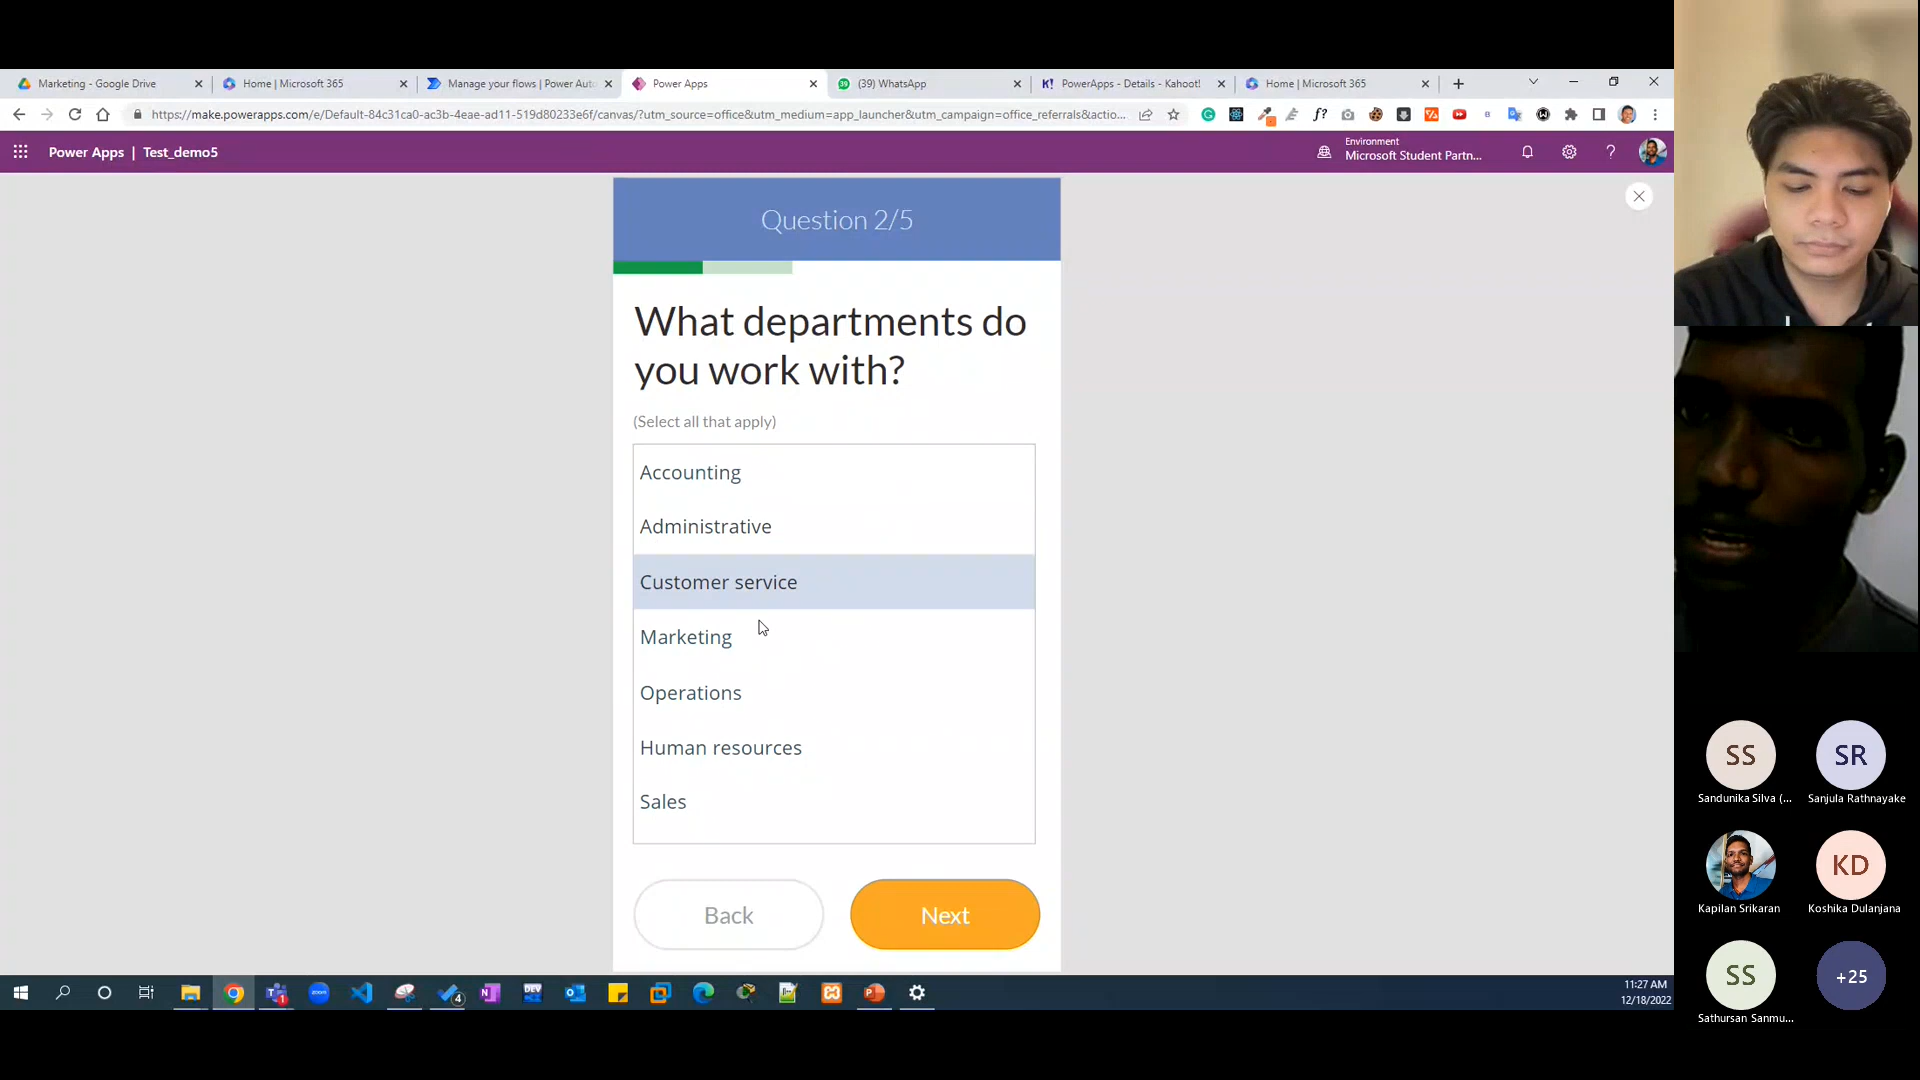 Marketing - Google Drive
Home | Microsoft 365
Manage your flows | Power Auto
Power Apps
(39) WhatsApp
PowerApps - Details - Kahoot!
Home | Microsoft 365
https://make.powerapps.com/e/Default-84c31ca0-ac3b-4eae-ad11-519d80233e6f/canvas/?utm_source=office&utm_medium=app_launcher&utm_campaign=office_referrals&actio...
Power Apps | Test_demo5
Environment
Microsoft Student Partn...
Question 2/5
What departments do
you work with?
(Select all that apply)
Accounting
Administrative
Customer service
Marketing
Operations
Human resources
Sales
Back
Next
SS
SR
Sandunika Silva (...
Sanjula Rathnayake
KD
Kapilan Srikaran
Koshika Dulanjana
SS
+25
Sathursan Sanmu...
11:27 AM
12/18/2022